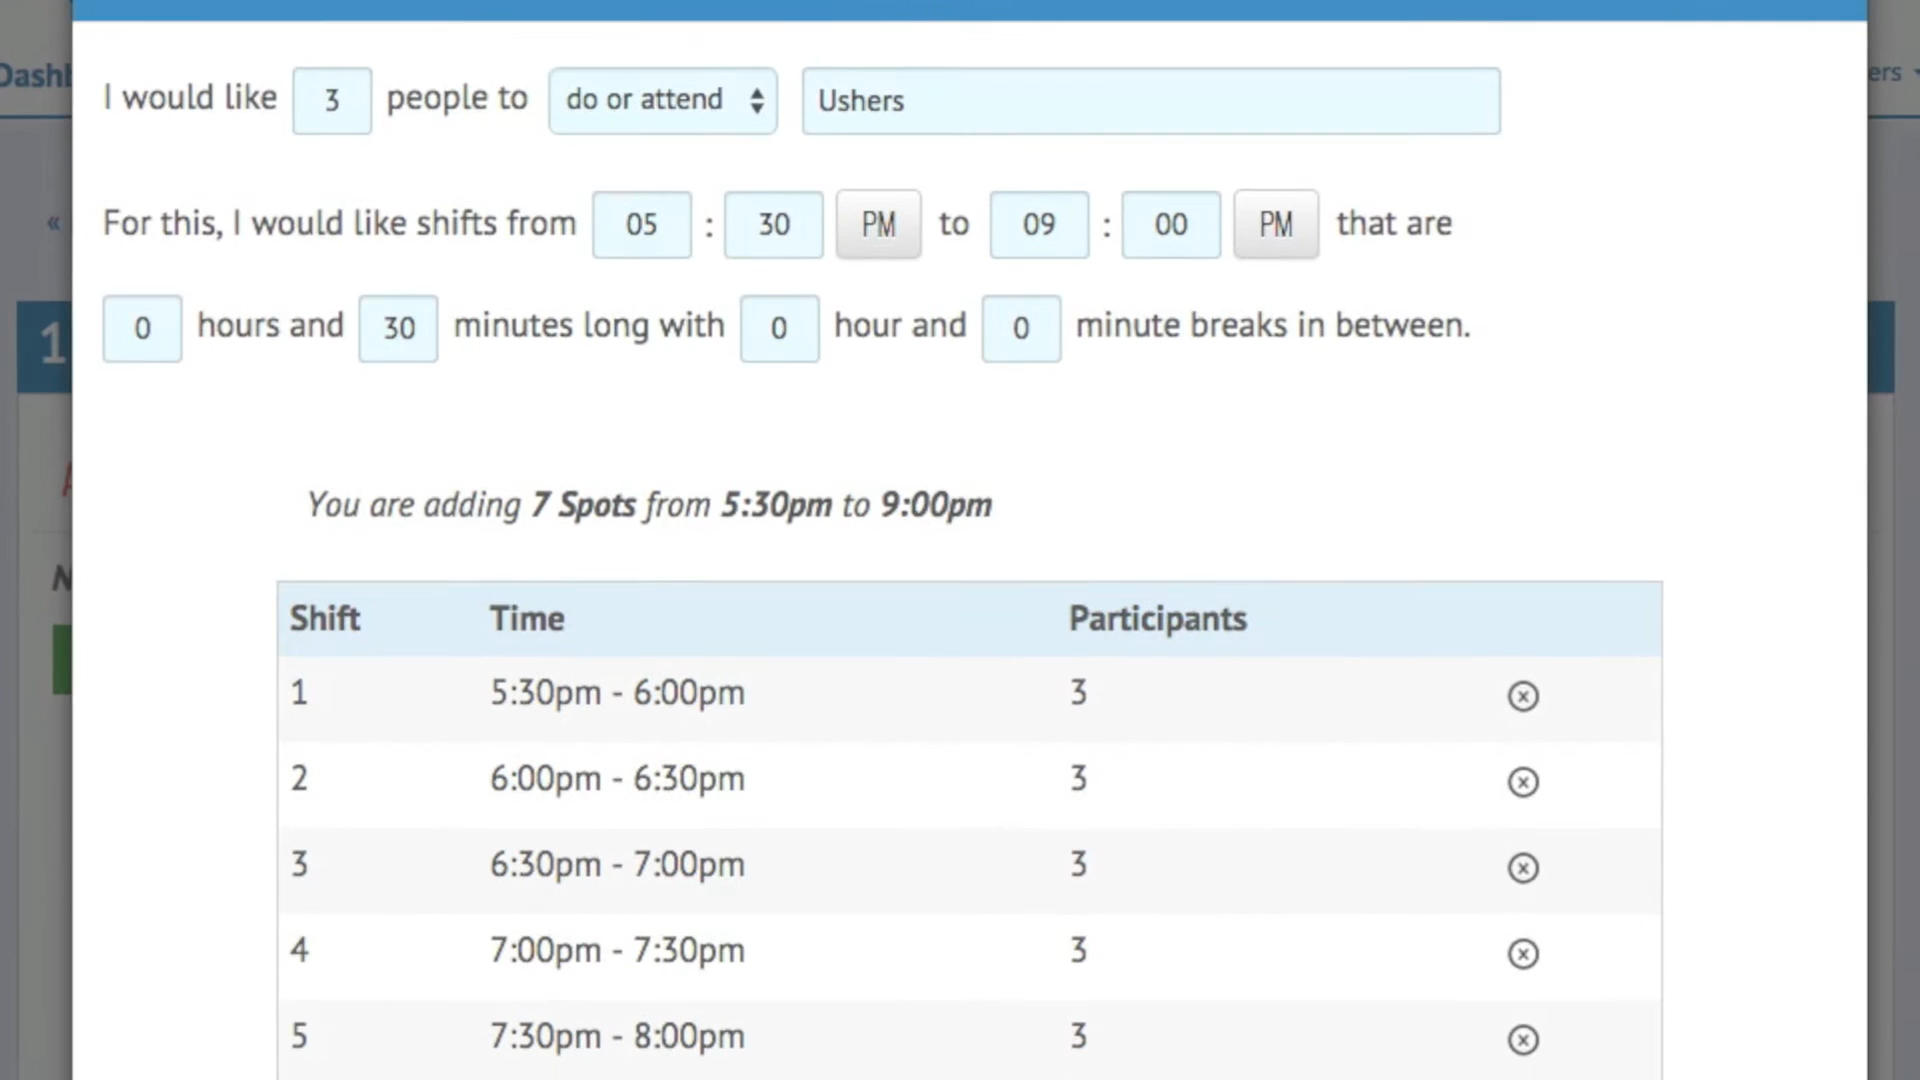 Dashb
ers
I would like 3 people to do or attend Ushers
For this, I would like shifts from 05 : 30 PM to 09 : 00 PM that are
«
0 hours and 30 minutes long with 0 hour and 0 minute breaks in between.
1
You are adding 7 Spots from 5:30pm to 9:00pm
Shift Time Participants
1 5:30pm - 6:00pm 3
2 6:00pm - 6:30pm 3
3 6:30pm - 7:00pm 3
4 7:00pm - 7:30pm 3
5 7:30pm - 8:00pm 3